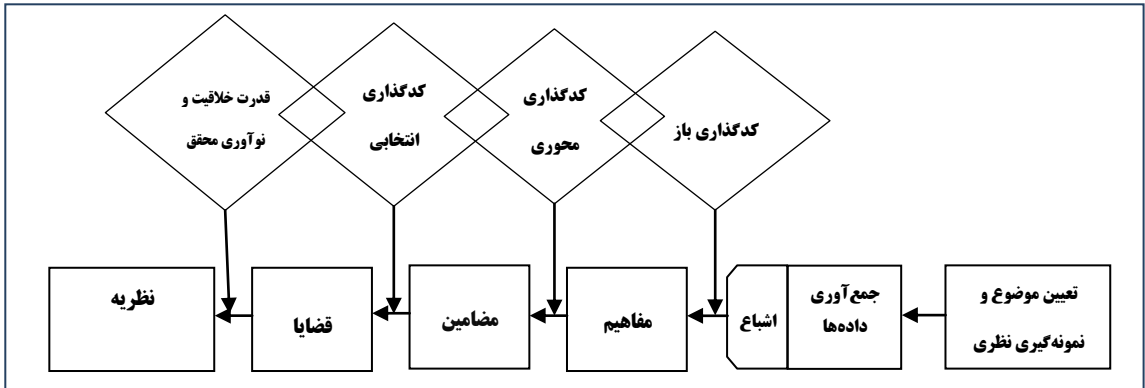 کدگذاری باز
کدگذاری
محوری
کدگذاری
انتخابی
قدرت خلاقیت و
نوآوری محقق
تعیین موضوع و
نمونه‌گیری نظری
جمع‌آوری
داده‌ها
اشباع
مفاهیم
مضامین
قضایا
نظریه